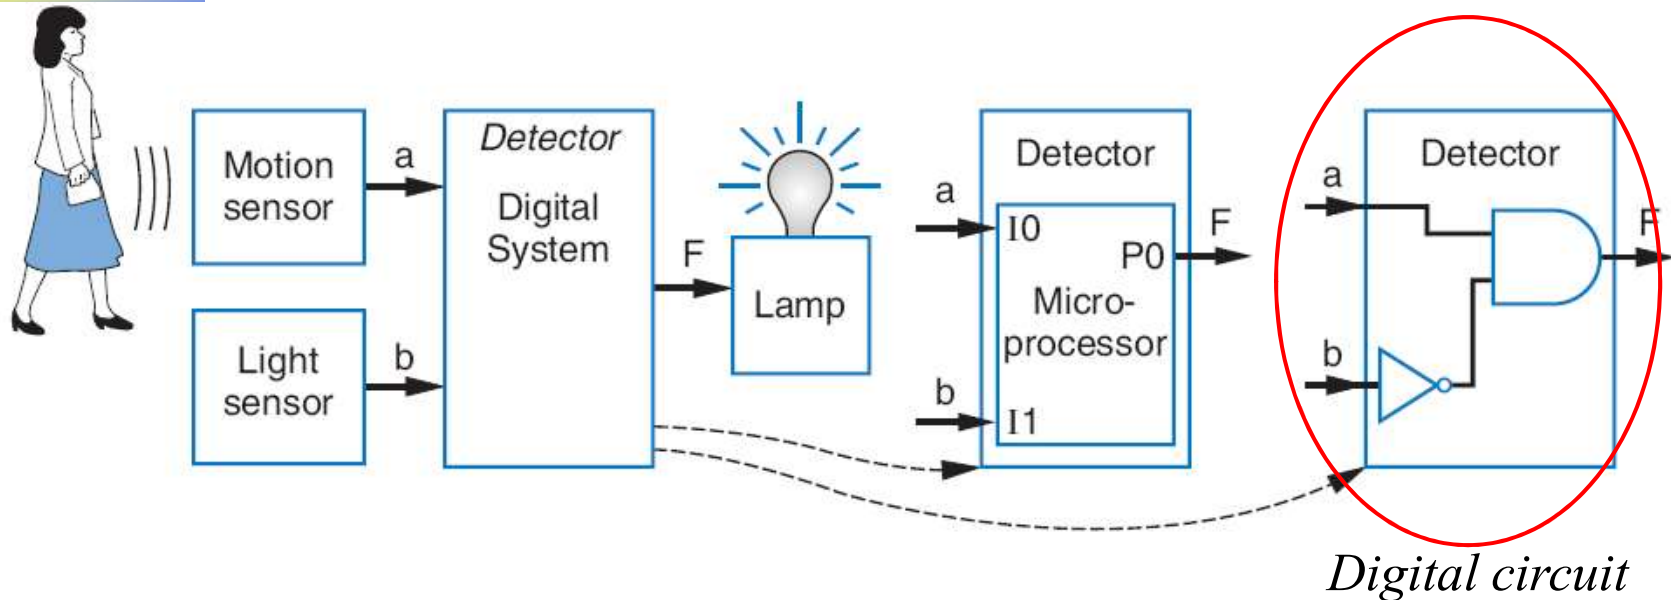 Motion
sensor
a
Light
sensor
b
Detector
Digital
System
F
Lamp
a
b
Detector
I0
P0
Micro-
processor
I1
F
a
b
Detector
F
Digital circuit